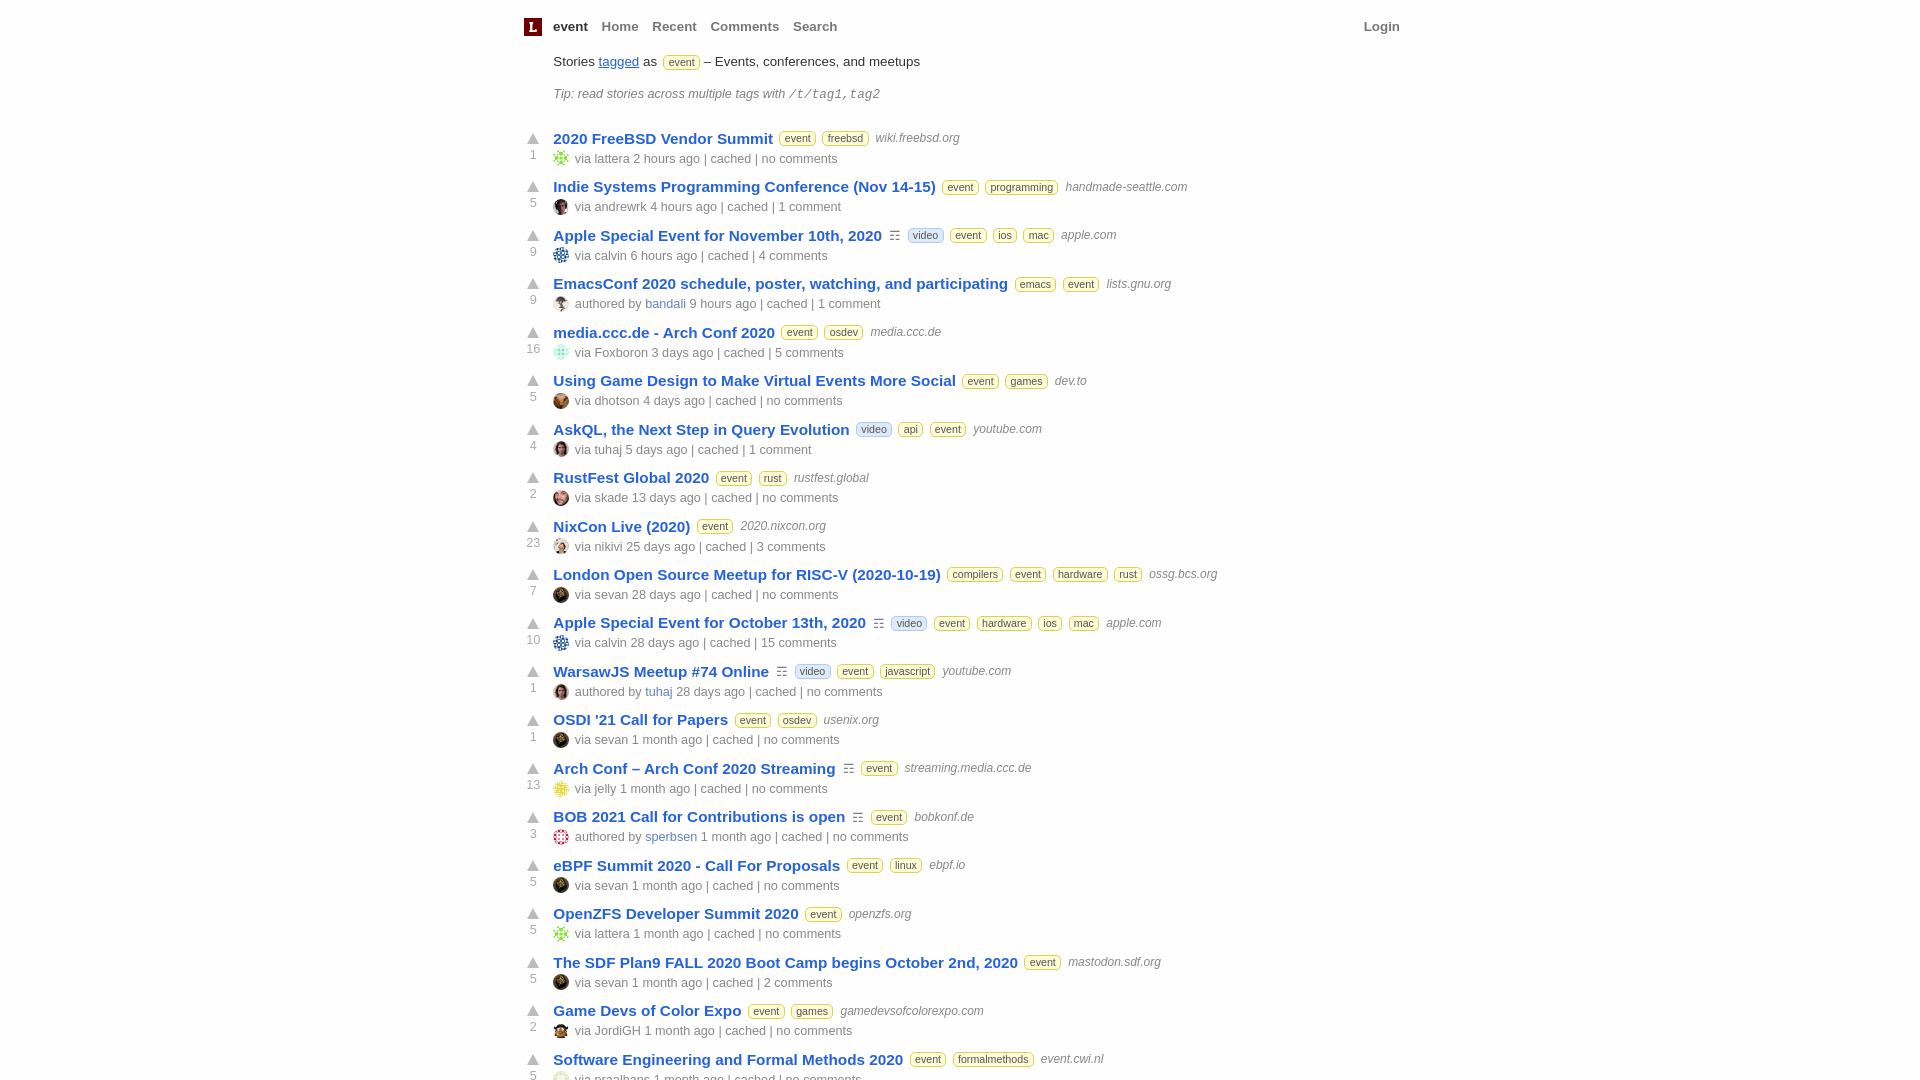 L event Home Recent Comments Search Login
Stories tagged as event – Events, conferences, and meetups
Tip: read stories across multiple tags with /t/tag1,tag2
2020 FreeBSD Vendor Summit event freebsd wiki.freebsd.org
1 via lattera 2 hours ago | cached | no comments
Indie Systems Programming Conference (Nov 14-15) event programming handmade-seattle.com
5 via andrewrk 4 hours ago | cached | 1 comment
Apple Special Event for November 10th, 2020 ☶ video event ios mac apple.com
9 via calvin 6 hours ago | cached | 4 comments
EmacsConf 2020 schedule, poster, watching, and participating emacs event lists.gnu.org
9 authored by bandali 9 hours ago | cached | 1 comment
media.ccc.de - Arch Conf 2020 event osdev media.ccc.de
16 via Foxboron 3 days ago | cached | 5 comments
Using Game Design to Make Virtual Events More Social event games dev.to
5 via dhotson 4 days ago | cached | no comments
AskQL, the Next Step in Query Evolution video api event youtube.com
4 via tuhaj 5 days ago | cached | 1 comment
RustFest Global 2020 event rust rustfest.global
2 via skade 13 days ago | cached | no comments
NixCon Live (2020) event 2020.nixcon.org
23 via nikivi 25 days ago | cached | 3 comments
London Open Source Meetup for RISC-V (2020-10-19) compilers event hardware rust ossg.bcs.org
7 via sevan 28 days ago | cached | no comments
Apple Special Event for October 13th, 2020 ☶ video event hardware ios mac apple.com
10 via calvin 28 days ago | cached | 15 comments
WarsawJS Meetup #74 Online ☶ video event javascript youtube.com
1 authored by tuhaj 28 days ago | cached | no comments
OSDI '21 Call for Papers event osdev usenix.org
1 via sevan 1 month ago | cached | no comments
Arch Conf – Arch Conf 2020 Streaming ☶ event streaming.media.ccc.de
13 via jelly 1 month ago | cached | no comments
BOB 2021 Call for Contributions is open ☶ event bobkonf.de
3 authored by sperbsen 1 month ago | cached | no comments
eBPF Summit 2020 - Call For Proposals event linux ebpf.io
5 via sevan 1 month ago | cached | no comments
OpenZFS Developer Summit 2020 event openzfs.org
5 via lattera 1 month ago | cached | no comments
The SDF Plan9 FALL 2020 Boot Camp begins October 2nd, 2020 event mastodon.sdf.org
5 via sevan 1 month ago | cached | 2 comments
Game Devs of Color Expo event games gamedevsofcolorexpo.com
2 via JordiGH 1 month ago | cached | no comments
Software Engineering and Formal Methods 2020 event formalmethods event.cwi.nl
5 via praalhans 1 month ago | cached | no comments